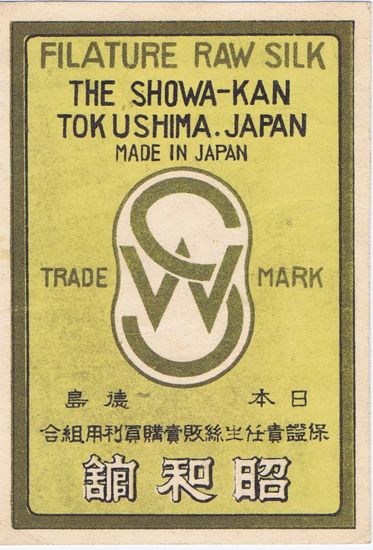 FILATURE RAW SILK
THE SHOWA-KAN
TOKUSHIMA. JAPAN
MADE IN JAPAN
SW
TRADE MARK
日本 德島
保證責任生絲販賣購買利用組合
昭和舘